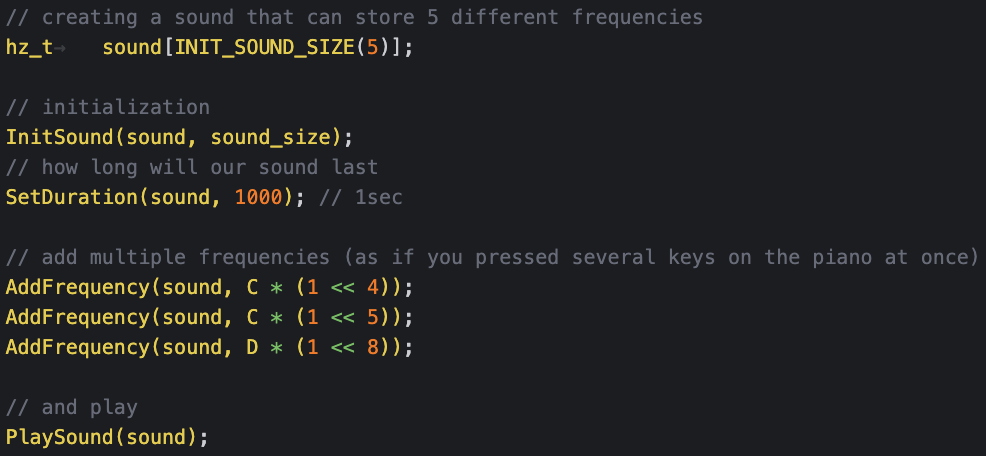 // creating a sound that can store 5 different frequencies
hz_t→   sound[INIT_SOUND_SIZE(5)];
// initialization
InitSound(sound, sound_size);
// how long will our sound last
SetDuration(sound, 1000); // 1sec
// add multiple frequencies (as if you pressed several keys on the piano at once)
AddFrequency(sound, C * (1 << 4));
AddFrequency(sound, C * (1 << 5));
AddFrequency(sound, D * (1 << 8));
// and play
PlaySound(sound);